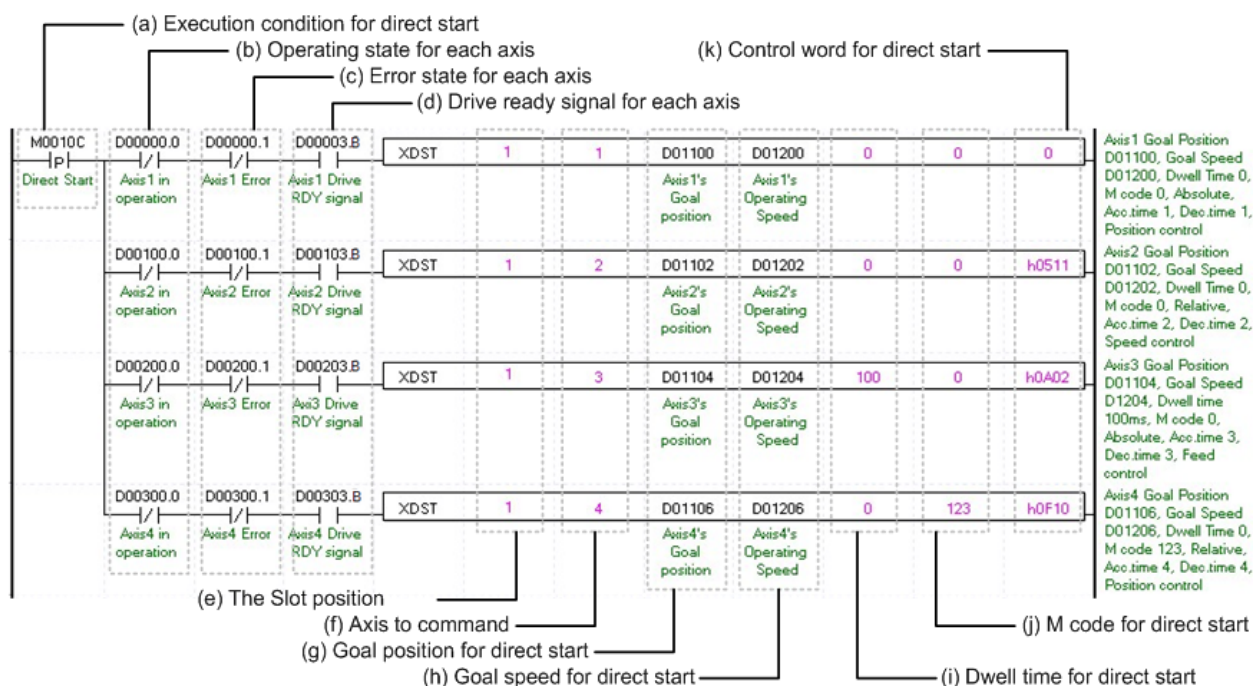 (a) Execution condition for direct start
(b) Operating state for each axis
(k) Control word for direct start
(c) Error state for each axis
(d) Drive ready signal for each axis
M0010C D00000.0 D00000.1 D00003.B
P XDST 1 1 D01100 D01200 0 0 0
Direct Start
Axis1 in
operation
Axis1 Error
Axis1 Drive
RDY signal
Axis1's
Goal
position
Axis1's
Operating
Speed
Axis1 Goal Position
D01100, Goal Speed
D01200, Dwell Time 0,
M code 0, Absolute,
Acc.time 1, Dec.time 1,
Position control
D00100.0 D00100.1 D00103.B
XDST 1 2 D01102 D01202 0 0 h0511
Axis2 in
operation
Axis2 Error
Axis2 Drive
RDY signal
Axis2's
Goal
position
Axis2's
Operating
Speed
Axis2 Goal Position
D01102, Goal Speed
D01202, Dwell Time 0,
M code 0, Relative,
Acc.time 2, Dec.time 2,
Speed control
D00200.0 D00200.1 D00203.B
XDST 1 3 D01104 D01204 100 0 h0A02
Axis3 in
operation
Axis3 Error
Axi3 Drive
RDY signal
Axis3's
Goal
position
Axis3's
Operating
Speed
Axis3 Goal Position
D01104, Goal Speed
D1204, Dwell time
100ms, M code 0,
Absolute, Acc.time 3,
Dec.time 3, Feed
control
D00300.0 D00300.1 D00303.B
XDST 1 4 D01106 D01206 0 123 h0F10
Axis4 in
operation
Axis4 Error
Axis4 Drive
RDY signal
Axis4's
Goal
position
Axis4's
Operating
Speed
Axis4 Goal Position
D01106, Goal Speed
D01206, Dwell Time 0,
M code 123, Relative,
Acc.time 4, Dec.time 4,
Position control
(e) The Slot position
(f) Axis to command
(j) M code for direct start
(g) Goal position for direct start
(h) Goal speed for direct start
(i) Dwell time for direct start